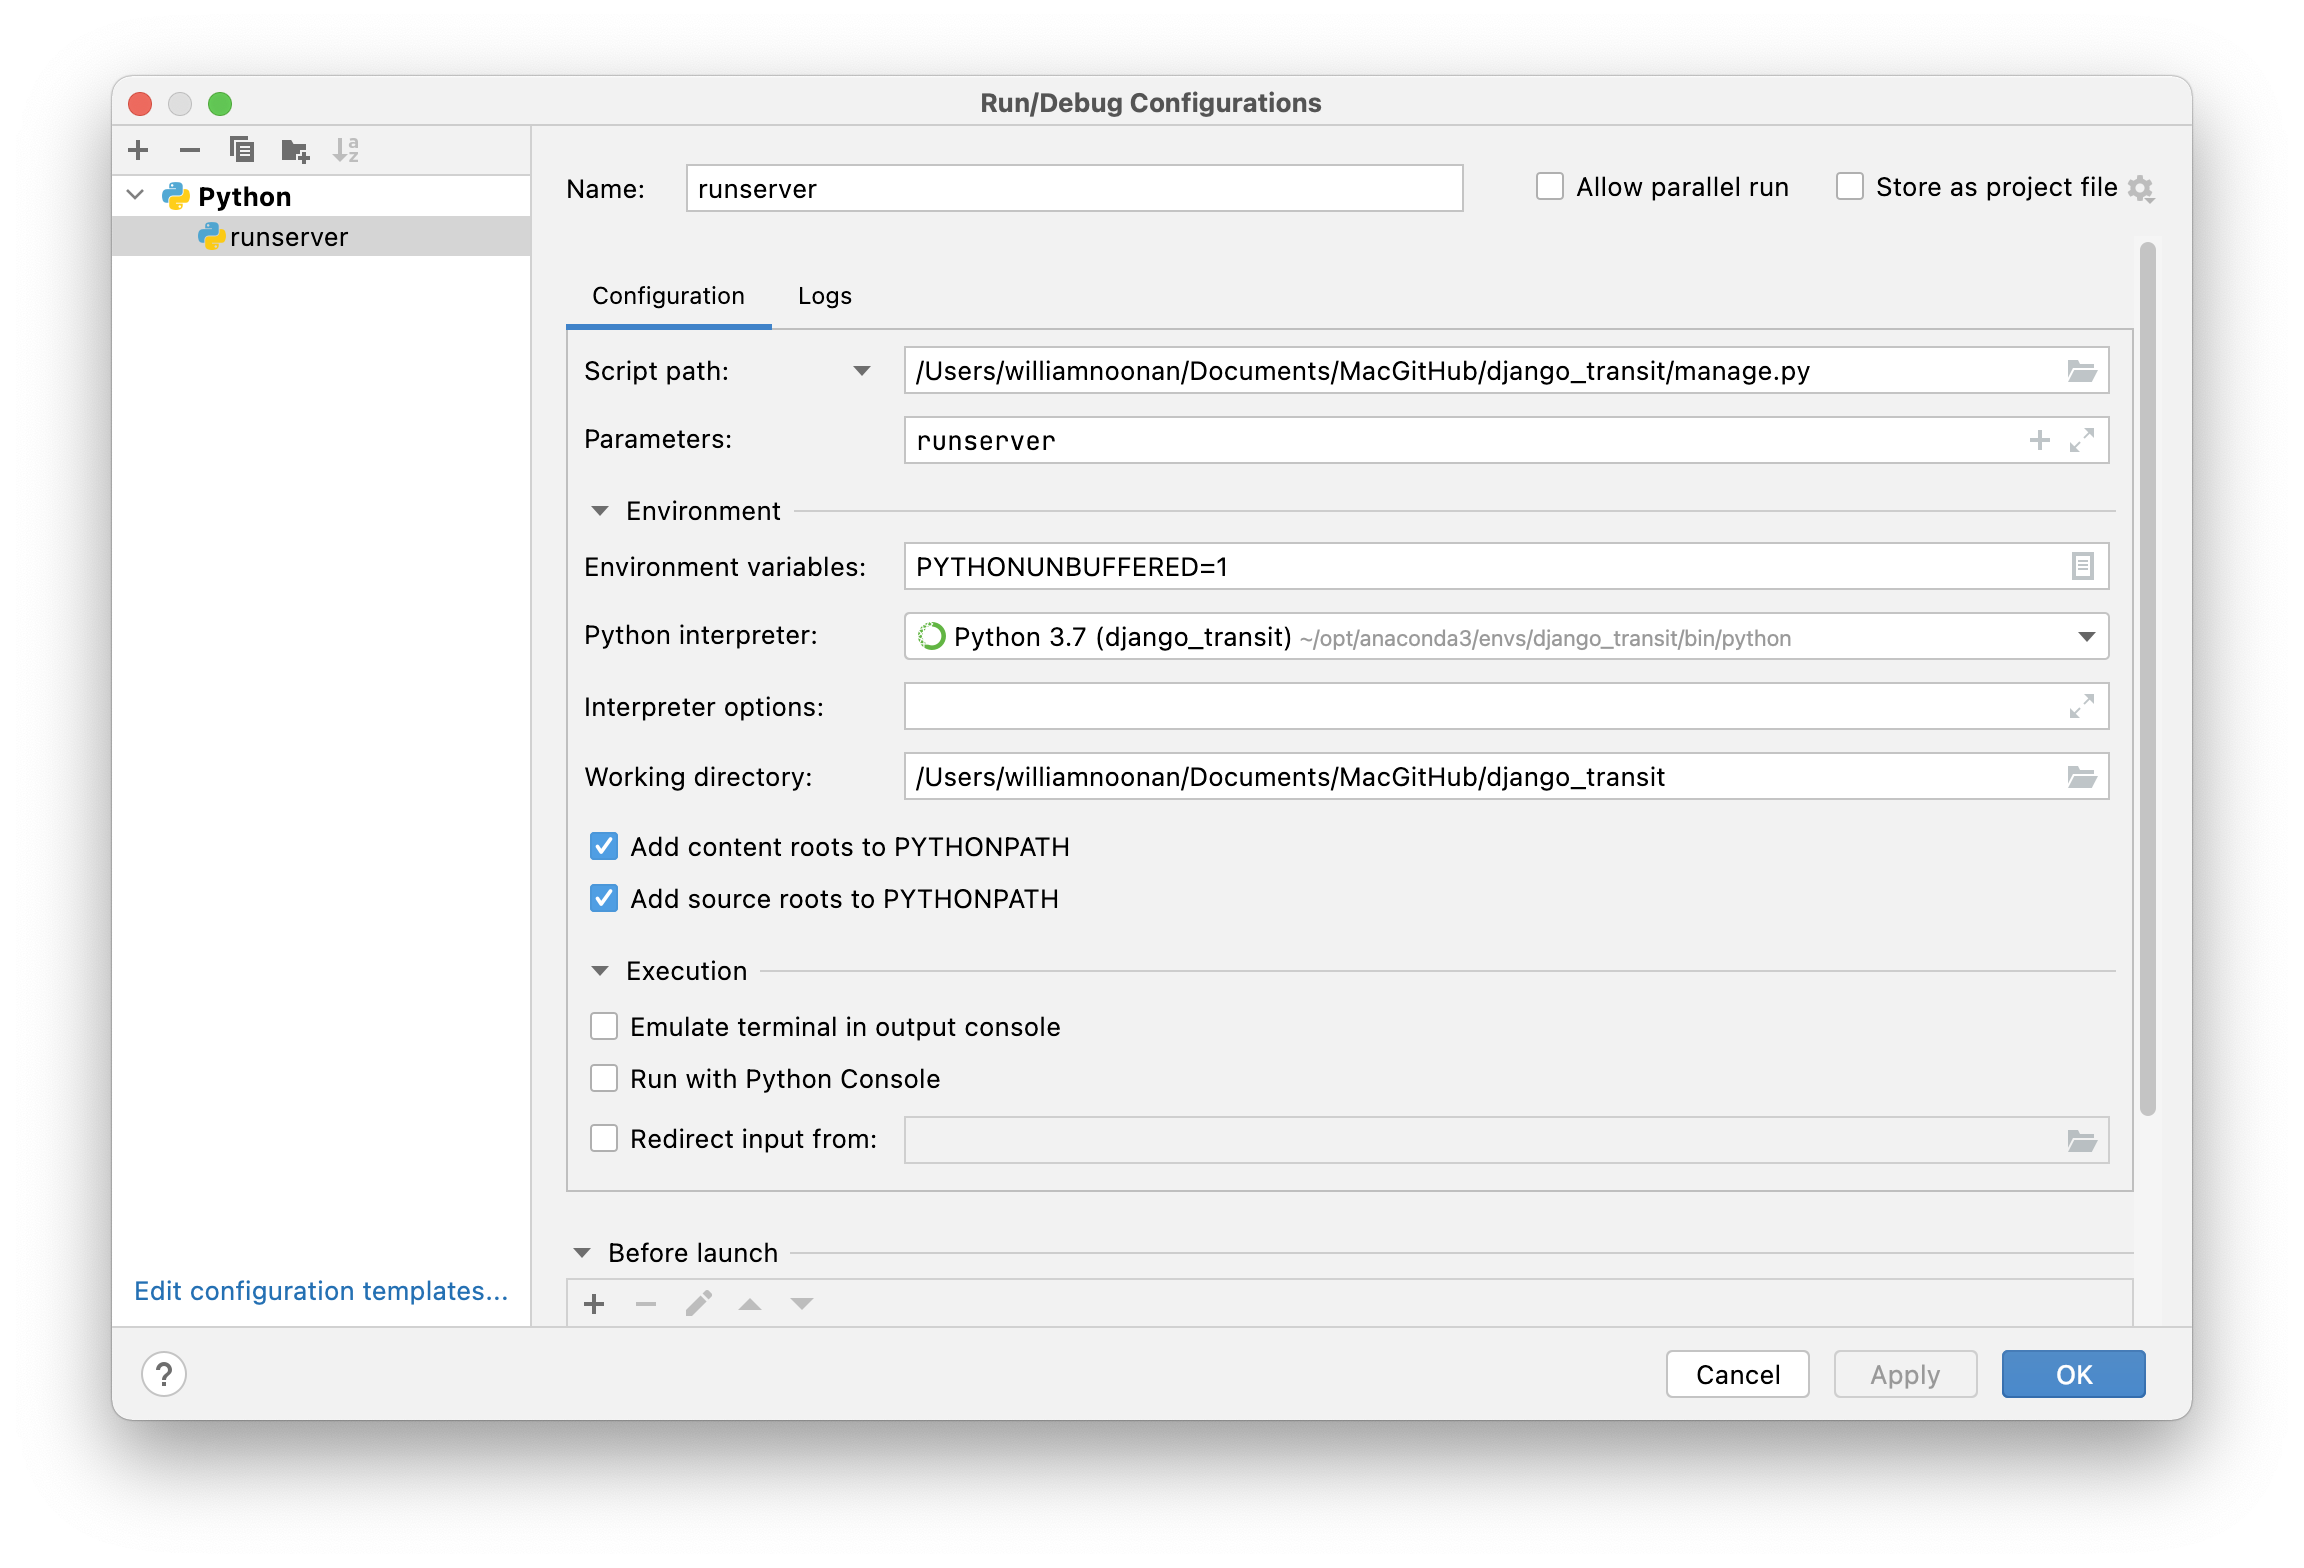 Run/Debug Configurations
Python
runserver
Edit configuration templates...
Name: runserver
Allow parallel run
Store as project file
Configuration Logs
Script path: /Users/williamnoonan/Documents/MacGitHub/django_transit/manage.py
Parameters: runserver
Environment
Environment variables: PYTHONUNBUFFERED=1
Python interpreter: Python 3.7 (django_transit) ~/opt/anaconda3/envs/django_transit/bin/python
Interpreter options:
Working directory: /Users/williamnoonan/Documents/MacGitHub/django_transit
Add content roots to PYTHONPATH
Add source roots to PYTHONPATH
Execution
Emulate terminal in output console
Run with Python Console
Redirect input from:
Before launch
? Cancel Apply OK